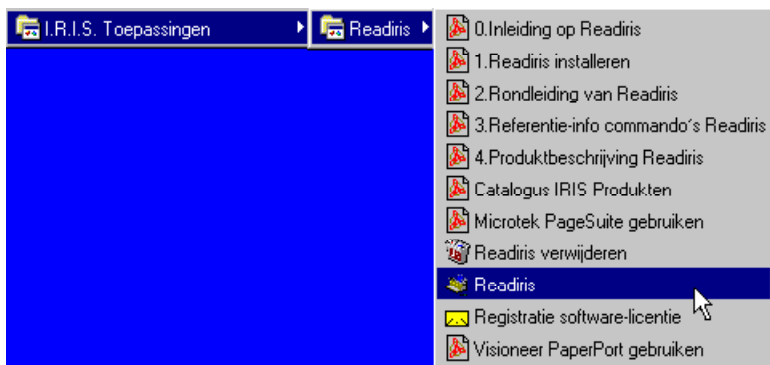 I.R.I.S. Toepassingen
Readiris
0.Inleiding op Readiris
1.Readiris installeren
2.Rondleiding van Readiris
3.Referentie-info commando´s Readiris
4.Produktbeschrijving Readiris
Catalogus IRIS Produkten
Microtek PageSuite gebruiken
Readiris verwijderen
Readiris
Registratie software-licentie
Visioneer PaperPort gebruiken